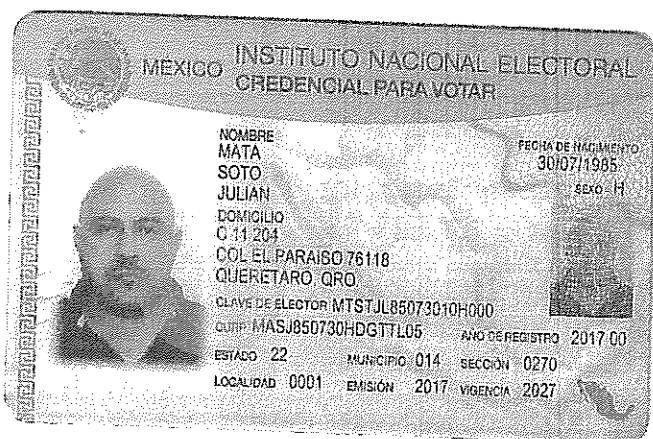 MÉXICO INSTITUTO NACIONAL ELECTORAL
CREDENCIAL PARA VOTAR
NOMBRE
MATA
SOTO
JULIAN
FECHA DE NACIMIENTO
30/07/1985
SEXO H
DOMICILIO
C 11 204
COL EL PARAISO 76118
QUERETARO, QRO.
CLAVE DE ELECTOR MTSTJL85073010H000
CURP MASJ850730HDGTTL05
AÑO DE REGISTRO 2017 00
ESTADO 22 MUNICIPIO 014 SECCIÓN 0270
LOCALIDAD 0001 EMISIÓN 2017 VIGENCIA 2027